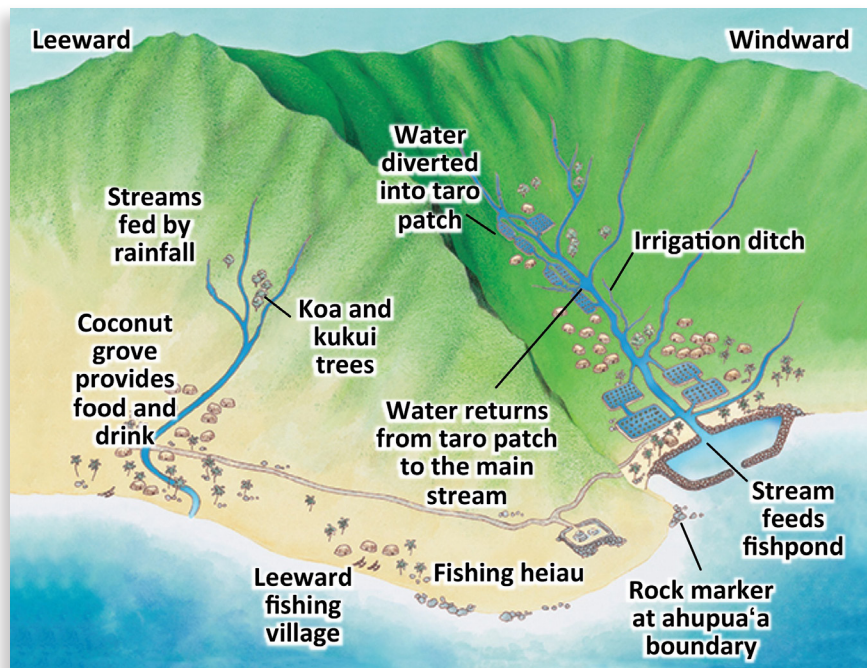 Leeward
Windward
Water
diverted
into taro
patch
Streams
fed by
rainfall
Irrigation ditch
Koa and
kukui
trees
Coconut
grove
provides
food and
drink
Water returns
from taro patch
to the main
stream
Stream
feeds
fishpond
Fishing heiau
Leeward
fishing
village
Rock marker
at ahupuaʻa
boundary